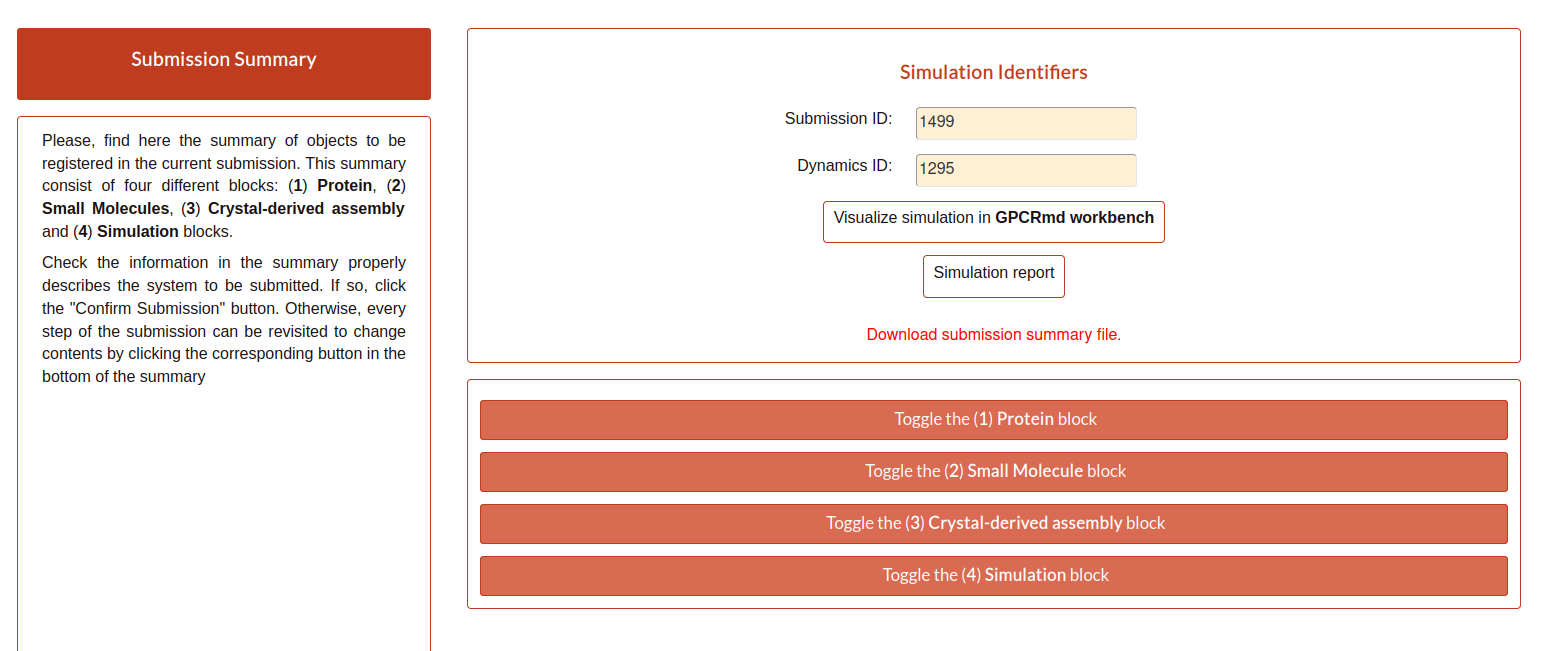 Submission Summary
Please, find here the summary of objects to be
registered in the current submission. This summary
consist of four different blocks: (1) Protein, (2)
Small Molecules, (3) Crystal-derived assembly
and (4) Simulation blocks.
Check the information in the summary properly
describes the system to be submitted. If so, click
the "Confirm Submission" button. Otherwise, every
step of the submission can be revisited to change
contents by clicking the corresponding button in the
bottom of the summary
Simulation Identifiers
Submission ID: 1499
Dynamics ID: 1295
Visualize simulation in GPCRmd workbench
Simulation report
Download submission summary file.
Toggle the (1) Protein block
Toggle the (2) Small Molecule block
Toggle the (3) Crystal-derived assembly block
Toggle the (4) Simulation block